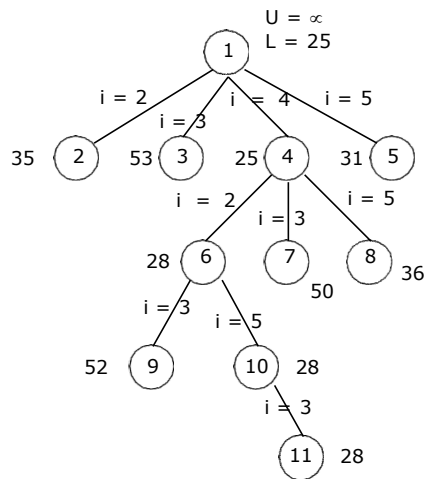 U = ∞
L = 25
1
i = 2
i = 3
i = 4
i = 5
35 2
53 3
25 4
31 5
i = 2
i = 3
i = 5
28 6
7
50
8
36
i = 3
i = 5
52 9
10 28
i = 3
11 28